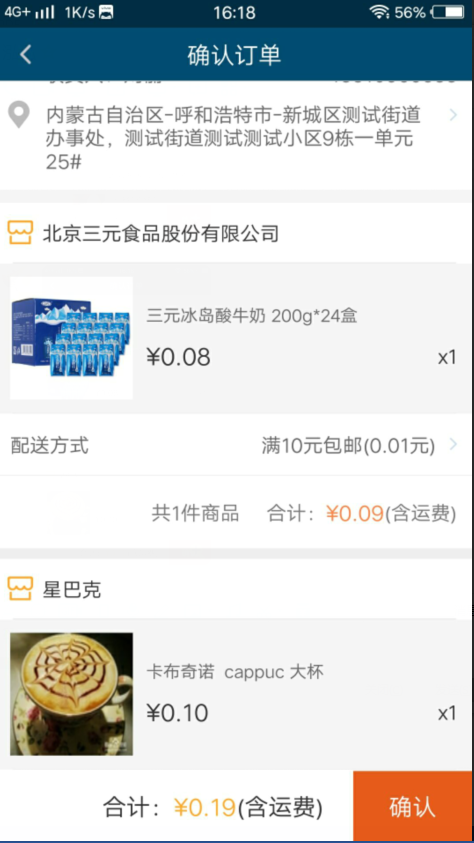 4G+ 1K/s 16:18 56%
确认订单
内蒙古自治区-呼和浩特市-新城区测试街道
办事处，测试街道测试测试小区9栋一单元
25#
北京三元食品股份有限公司
三元冰岛酸牛奶 200g*24盒
¥0.08 x1
配送方式 满10元包邮(0.01元)
共1件商品 合计：¥0.09(含运费)
星巴克
卡布奇诺 cappuc 大杯
¥0.10 x1
合计：¥0.19(含运费) 确认